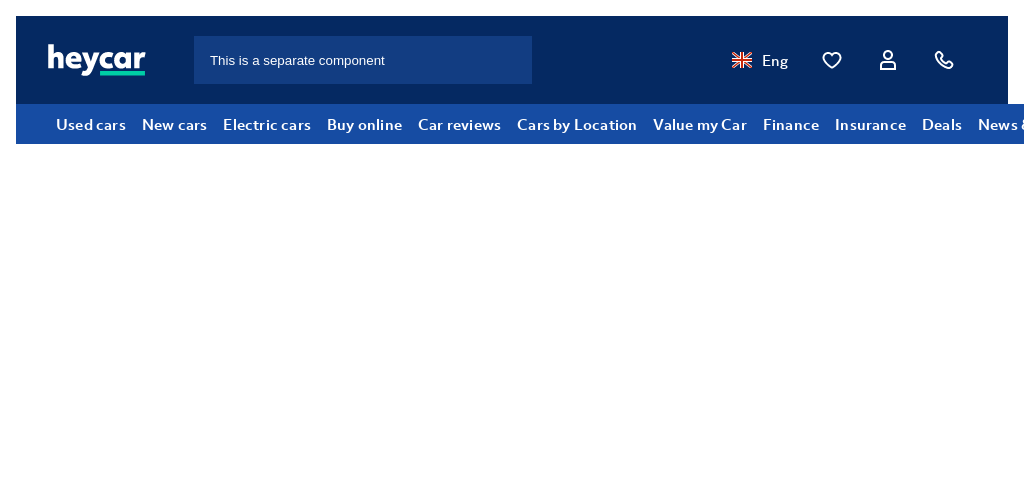 heycar
This is a separate component
Eng
Used cars New cars Electric cars Buy online Car reviews Cars by Location Value my Car Finance Insurance Deals News &